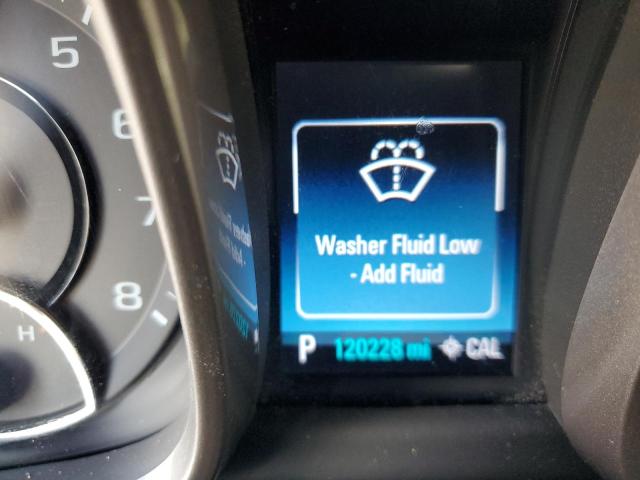 5
6
7
8
H
Washer Fluid Low
- Add Fluid
P 120228 mi CAL